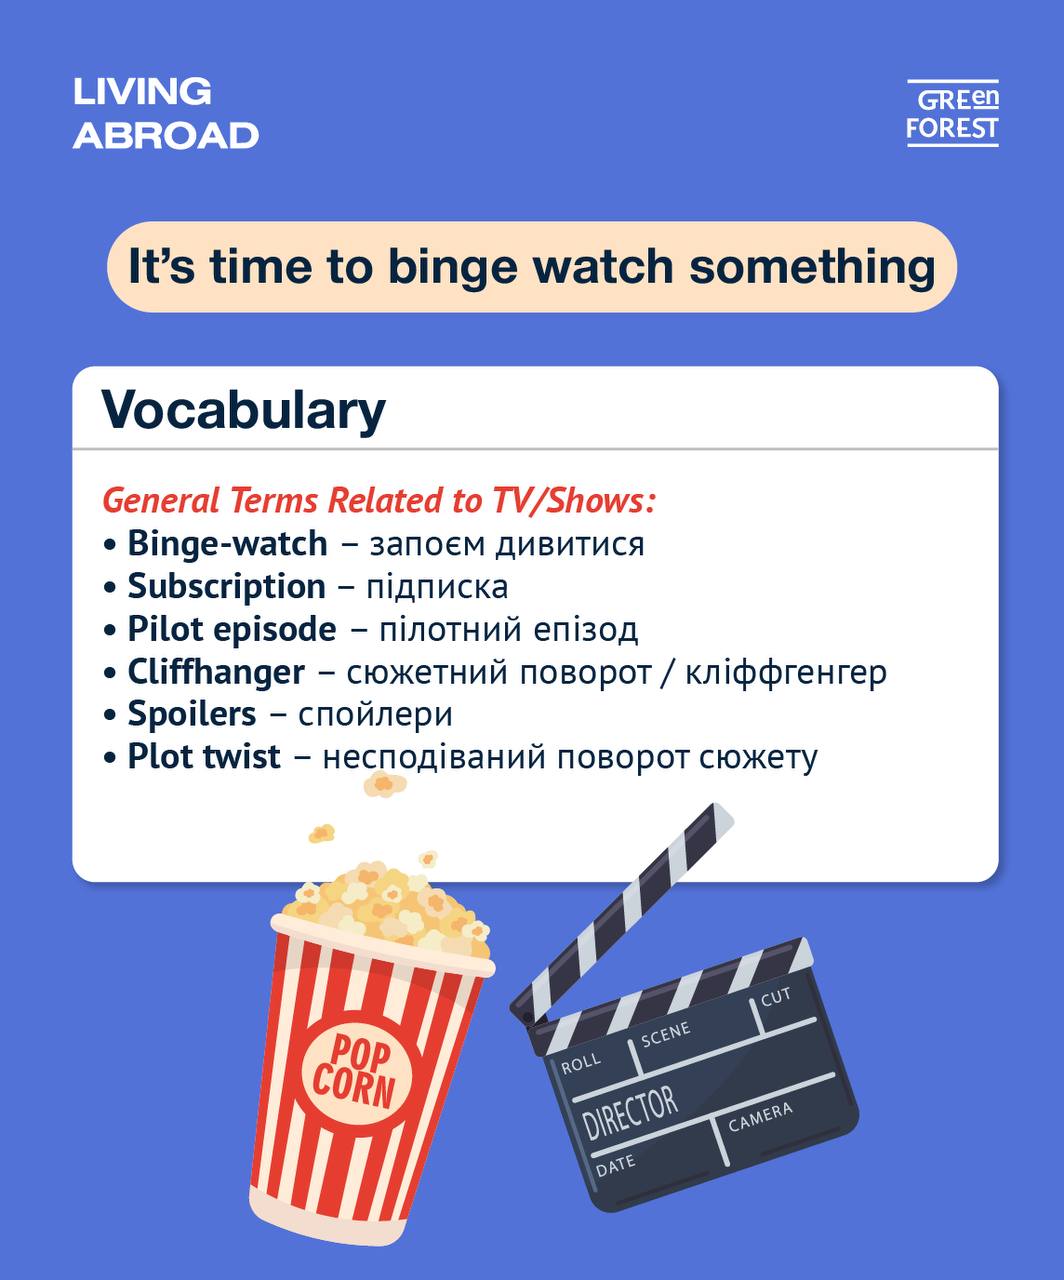 LIVING
ABROAD
GREen
FOREST
It's time to binge watch something
Vocabulary
General Terms Related to TV/Shows:
• Binge-watch – запоєм дивитися
• Subscription – підписка
• Pilot episode – пілотний епізод
• Cliffhanger – сюжетний поворот / кліффгенгер
• Spoilers – спойлери
• Plot twist – несподіваний поворот сюжету
POP
CORN
ROLL SCENE CUT
DIRECTOR
DATE CAMERA